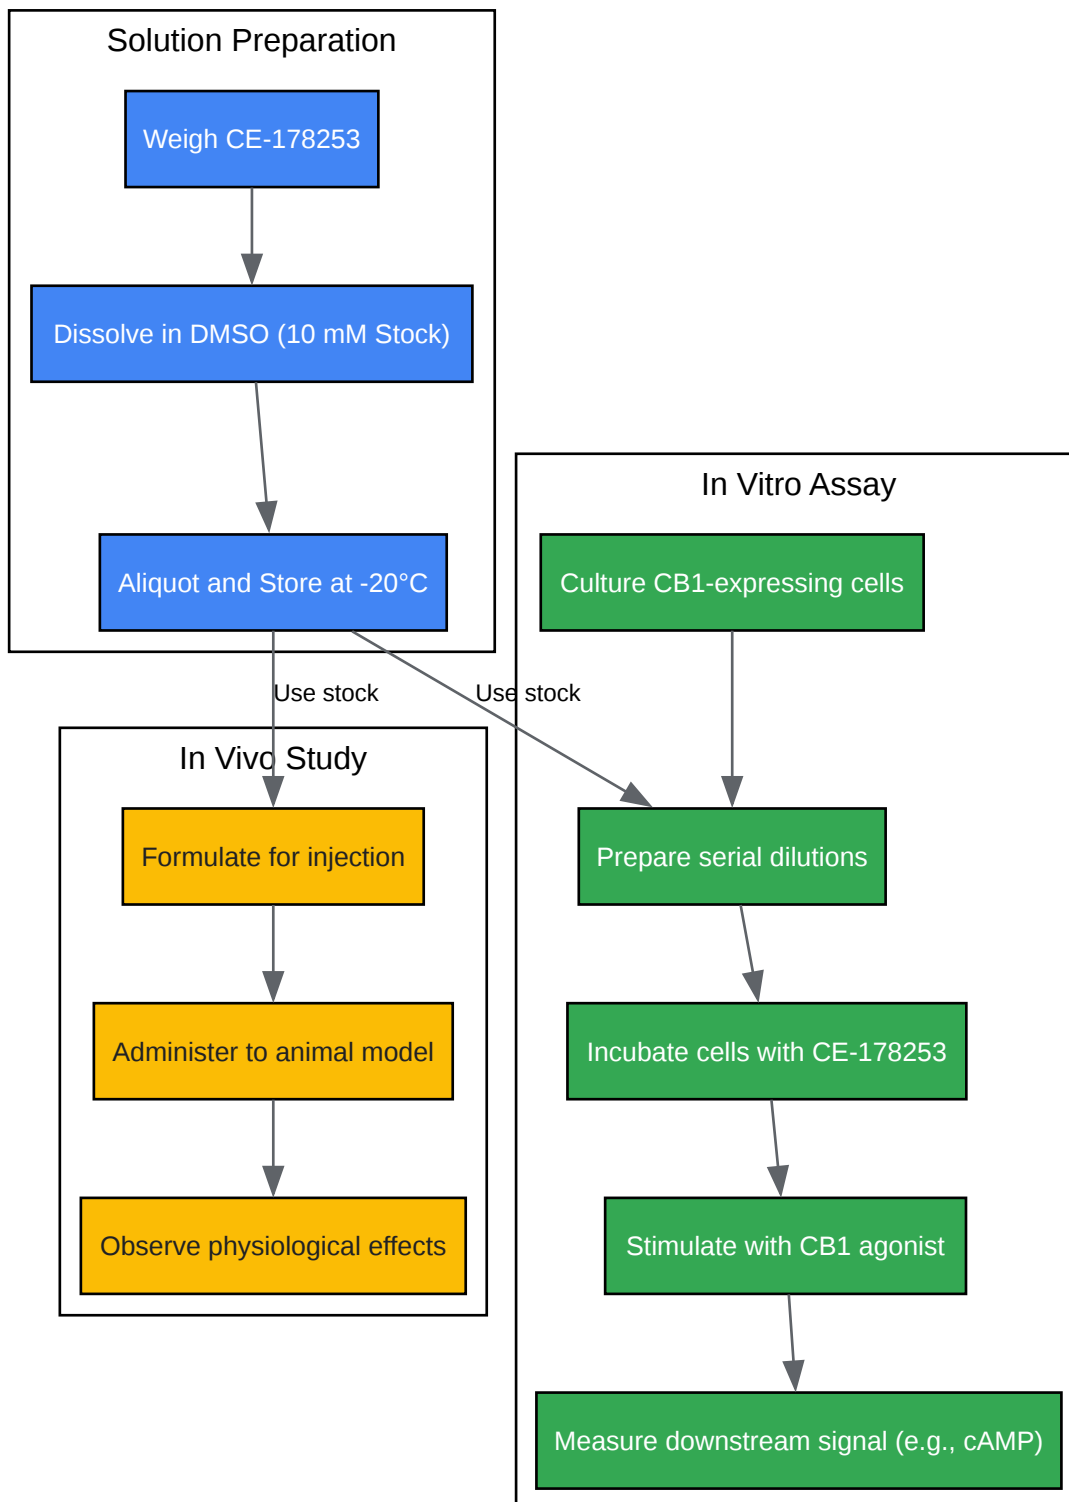 Solution Preparation
Weigh CE-178253
Dissolve in DMSO (10 mM Stock)
Aliquot and Store at -20°C
Use stock
Use stock
In Vivo Study
Formulate for injection
Administer to animal model
Observe physiological effects
In Vitro Assay
Culture CB1-expressing cells
Prepare serial dilutions
Incubate cells with CE-178253
Stimulate with CB1 agonist
Measure downstream signal (e.g., cAMP)